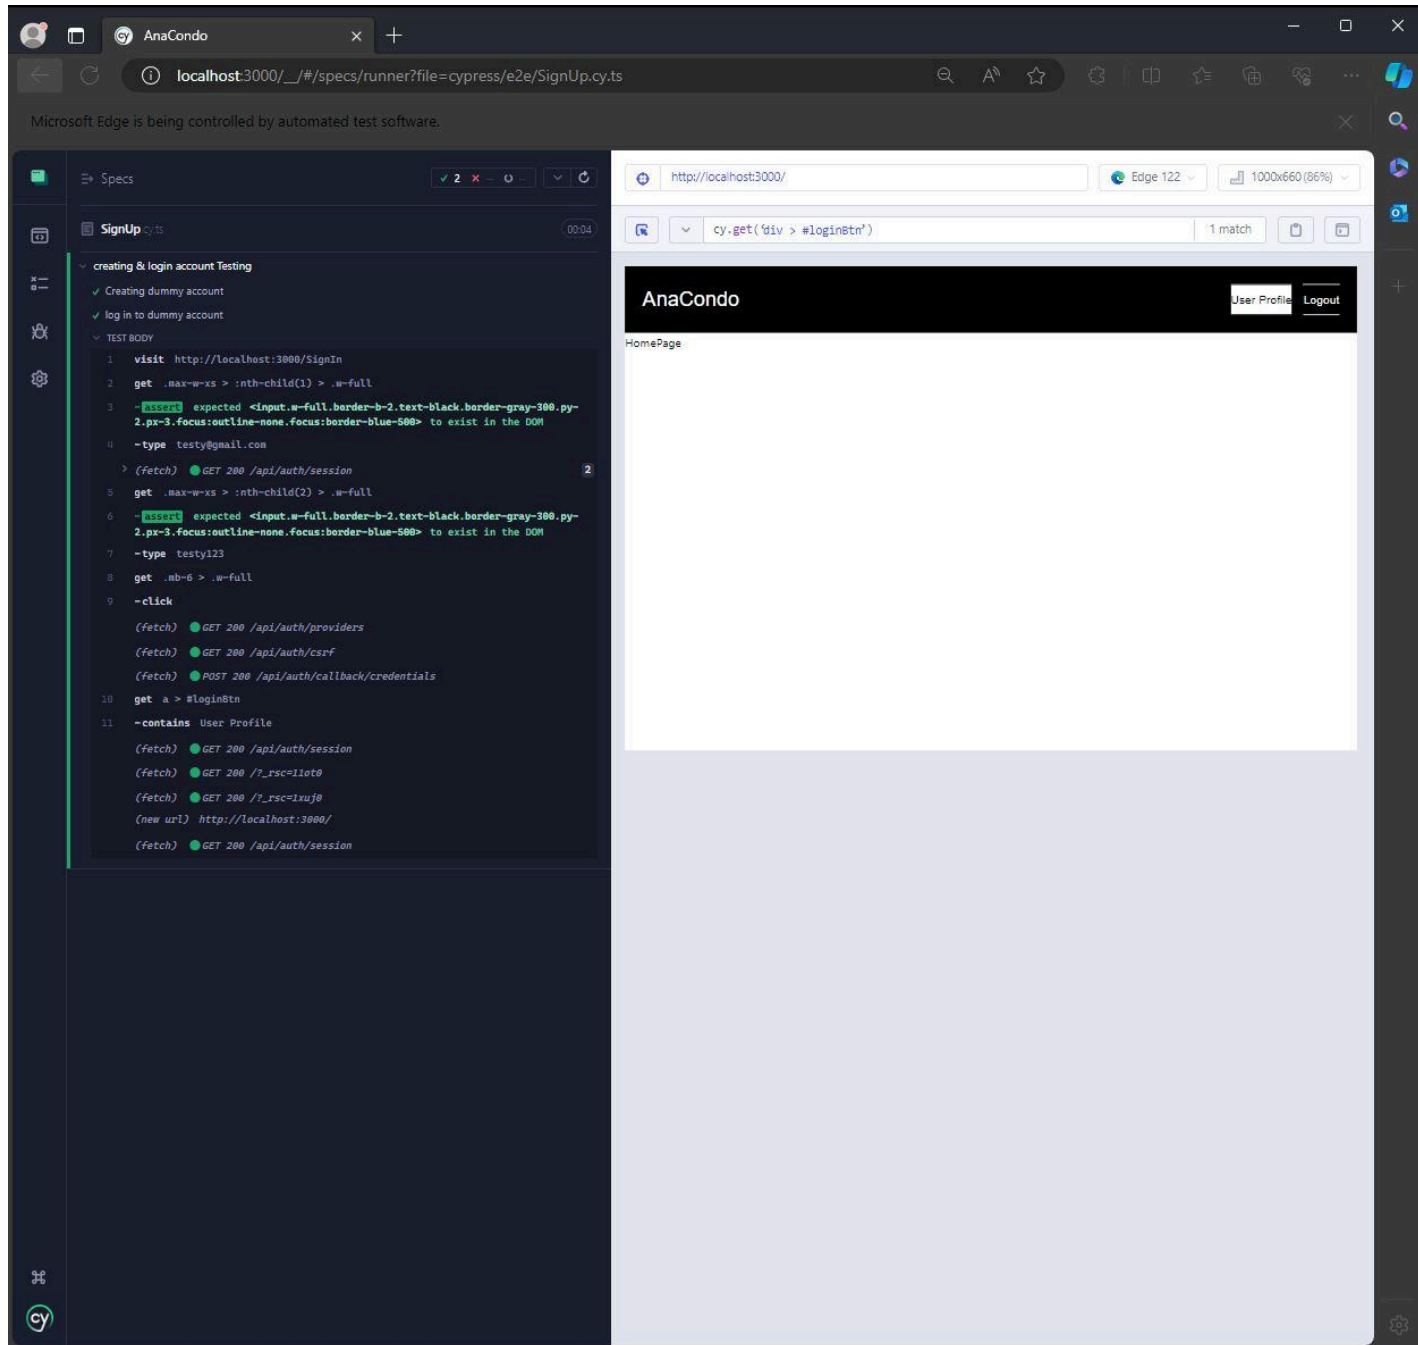 AnaCondo
localhost:3000/__/#/specs/runner?file=cypress/e2e/SignUp.cy.ts
Microsoft Edge is being controlled by automated test software.
Specs
2 -- --
SignUp cy.ts 00:04
creating & login account Testing
Creating dummy account
log in to dummy account
TEST BODY
1 visit http://localhost:3000/SignIn
2 get .max-w-xs > :nth-child(1) > .w-full
3 -assert expected <input.w-full.border-b-2.text-black.border-gray-300.py-
2.px-3.focus:outline-none.focus:border-blue-500> to exist in the DOM
4 -type testy@gmail.com
(fetch) GET 200 /api/auth/session 2
5 get .max-w-xs > :nth-child(2) > .w-full
6 -assert expected <input.w-full.border-b-2.text-black.border-gray-300.py-
2.px-3.focus:outline-none.focus:border-blue-500> to exist in the DOM
7 -type testy123
8 get .mb-6 > .w-full
9 -click
(fetch) GET 200 /api/auth/providers
(fetch) GET 200 /api/auth/csrf
(fetch) POST 200 /api/auth/callback/credentials
10 get a > #loginBtn
11 -contains User Profile
(fetch) GET 200 /api/auth/session
(fetch) GET 200 /?_rsc=11ot0
(fetch) GET 200 /?_rsc=1xuj0
(new url) http://localhost:3000/
(fetch) GET 200 /api/auth/session
cy
http://localhost:3000/
Edge 122
1000x660 (86%)
cy.get('div > #loginBtn')
1 match
AnaCondo
User Profile Logout
HomePage